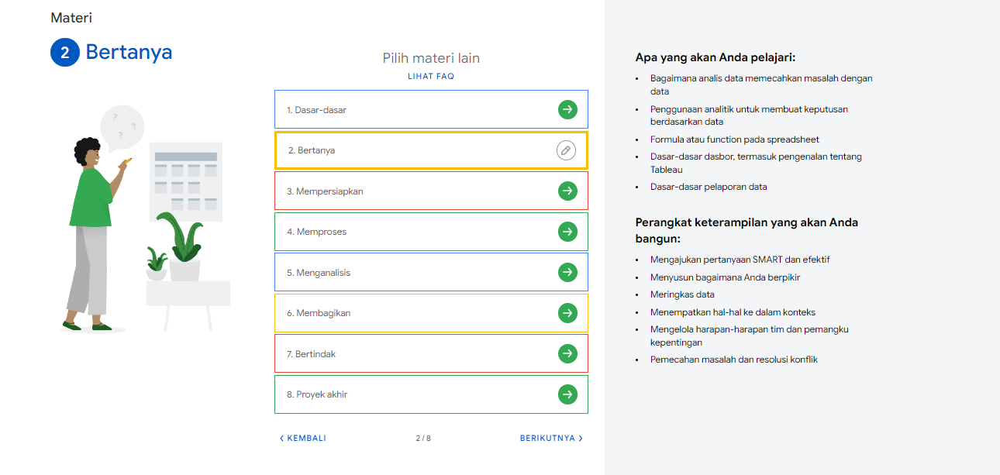 Materi
2 Bertanya
Pilih materi lain
LIHAT FAQ
1. Dasar-dasar
2. Bertanya
3. Mempersiapkan
4. Memproses
5. Menganalisis
6. Membagikan
7. Bertindak
8. Proyek akhir
KEMBALI
2 / 8
BERIKUTNYA
Apa yang akan Anda pelajari:
• Bagaimana analis data memecahkan masalah dengan
data
• Penggunaan analitik untuk membuat keputusan
berdasarkan data
• Formula atau function pada spreadsheet
• Dasar-dasar dasbor, termasuk pengenalan tentang
Tableau
• Dasar-dasar pelaporan data
Perangkat keterampilan yang akan Anda
bangun:
• Mengajukan pertanyaan SMART dan efektif
• Menyusun bagaimana Anda berpikir
• Meringkas data
• Menempatkan hal-hal ke dalam konteks
• Mengelola harapan-harapan tim dan pemangku
kepentingan
• Pemecahan masalah dan resolusi konflik